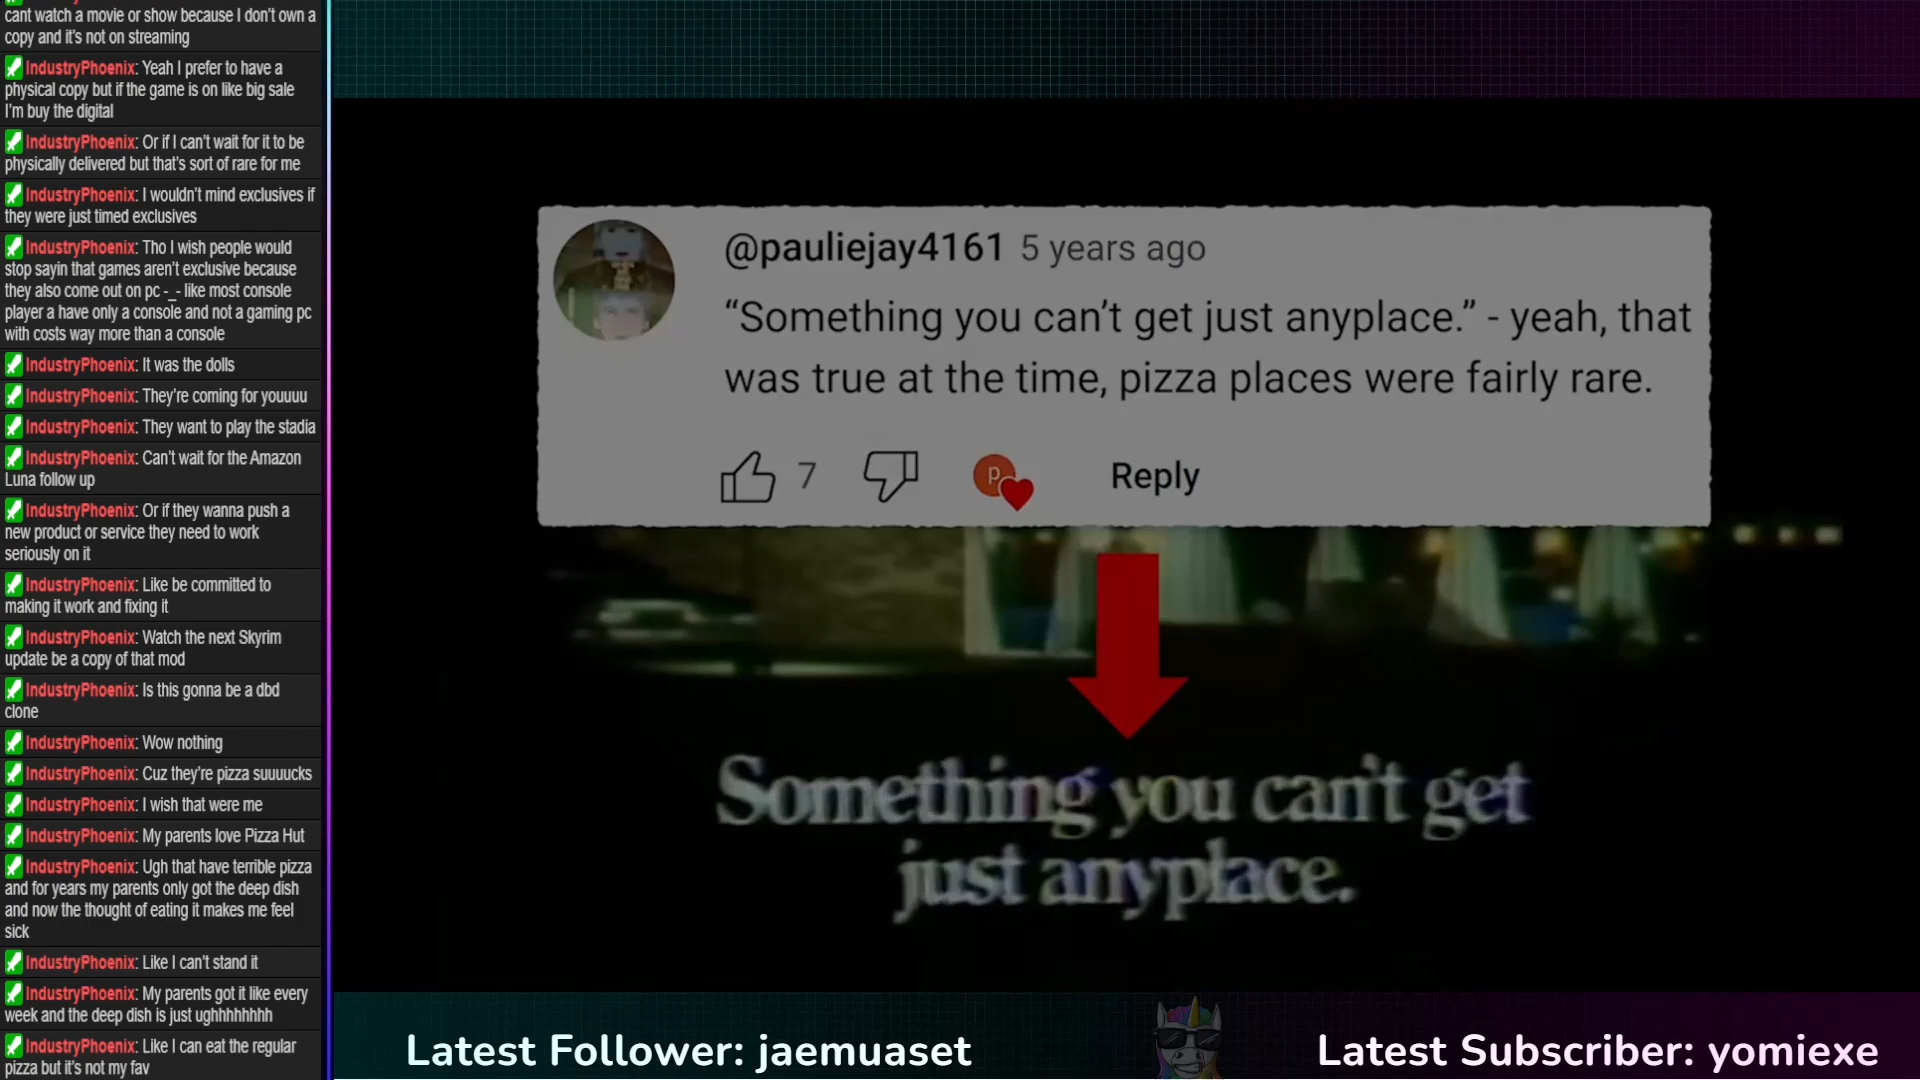 cant watch a movie or show because I don't own a
copy and it's not on streaming
IndustryPhoenix: Yeah I prefer to have a
physical copy but if the game is on like big sale
I'm buy the digital
IndustryPhoenix: Or if I can't wait for it to be
physically delivered but that's sort of rare for me
IndustryPhoenix: I wouldn't mind exclusives if
they were just timed exclusives
IndustryPhoenix: Tho I wish people would
stop sayin that games aren't exclusive because
they also come out on pc -_- like most console
player a have only a console and not a gaming pc
with costs way more than a console
IndustryPhoenix: It was the dolls
IndustryPhoenix: They're coming for youuuu
IndustryPhoenix: They want to play the stadia
IndustryPhoenix: Can't wait for the Amazon
Luna follow up
IndustryPhoenix: Or if they wanna push a
new product or service they need to work
seriously on it
IndustryPhoenix: Like be committed to
making it work and fixing it
IndustryPhoenix: Watch the next Skyrim
update be a copy of that mod
IndustryPhoenix: Is this gonna be a dbd
clone
IndustryPhoenix: Wow nothing
IndustryPhoenix: Cuz they're pizza suuuucks
IndustryPhoenix: I wish that were me
IndustryPhoenix: My parents love Pizza Hut
IndustryPhoenix: Ugh that have terrible pizza
and for years my parents only got the deep dish
and now the thought of eating it makes me feel
sick
IndustryPhoenix: Like I can't stand it
IndustryPhoenix: My parents got it like every
week and the deep dish is just ughhhhhhhh
IndustryPhoenix: Like I can eat the regular
pizza but it's not my fav
@pauliejay4161 5 years ago
“Something you can’t get just anyplace.” - yeah, that
was true at the time, pizza places were fairly rare.
7 P Reply
Something you can't get
just anyplace.
Latest Follower: jaemuaset
Latest Subscriber: yomiexe